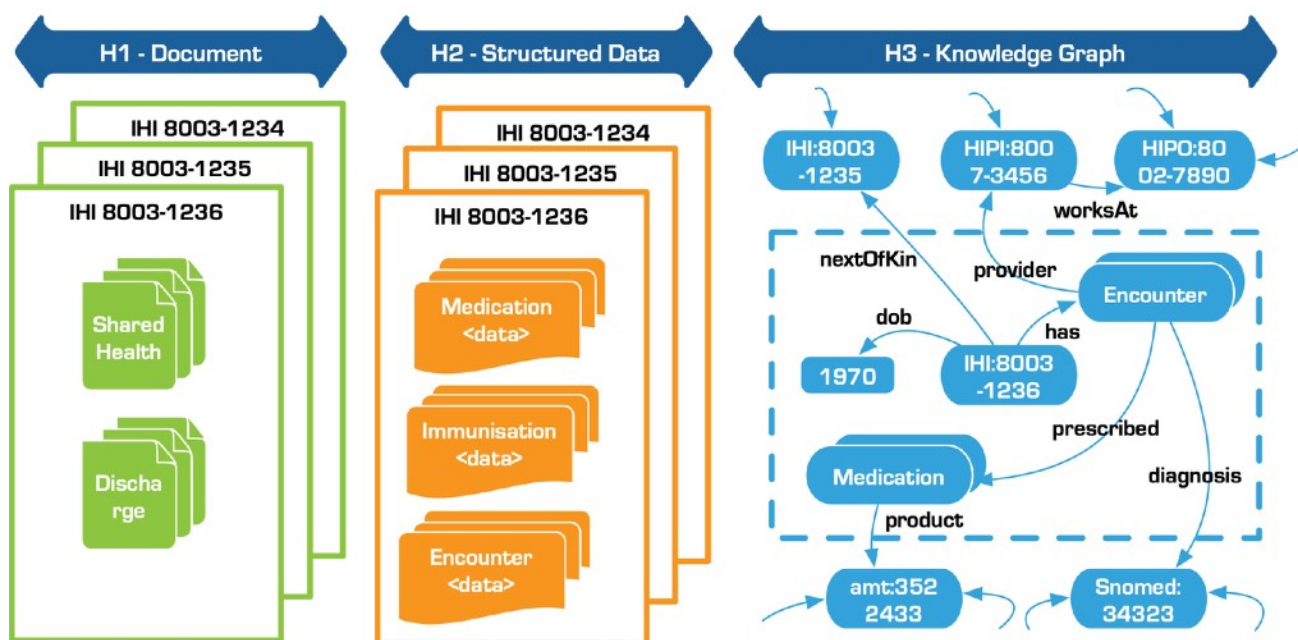 H1 - Document
IHI 8003-1234
IHI 8003-1235
IHI 8003-1236
Shared
Health
Discha
rge
H2 - Structured Data
IHI 8003-1234
IHI 8003-1235
IHI 8003-1236
Medication
<data>
Immunisation
<data>
Encounter
<data>
H3 - Knowledge Graph
IHI:8003
-1235
HIPI:800
7-3456
HIPO:80
02-7890
worksAt
nextOfKin
provider
Encounter
dob
has
1970
IHI:8003
-1236
prescribed
Medication
diagnosis
product
amt:352
2433
Snomed:
34323